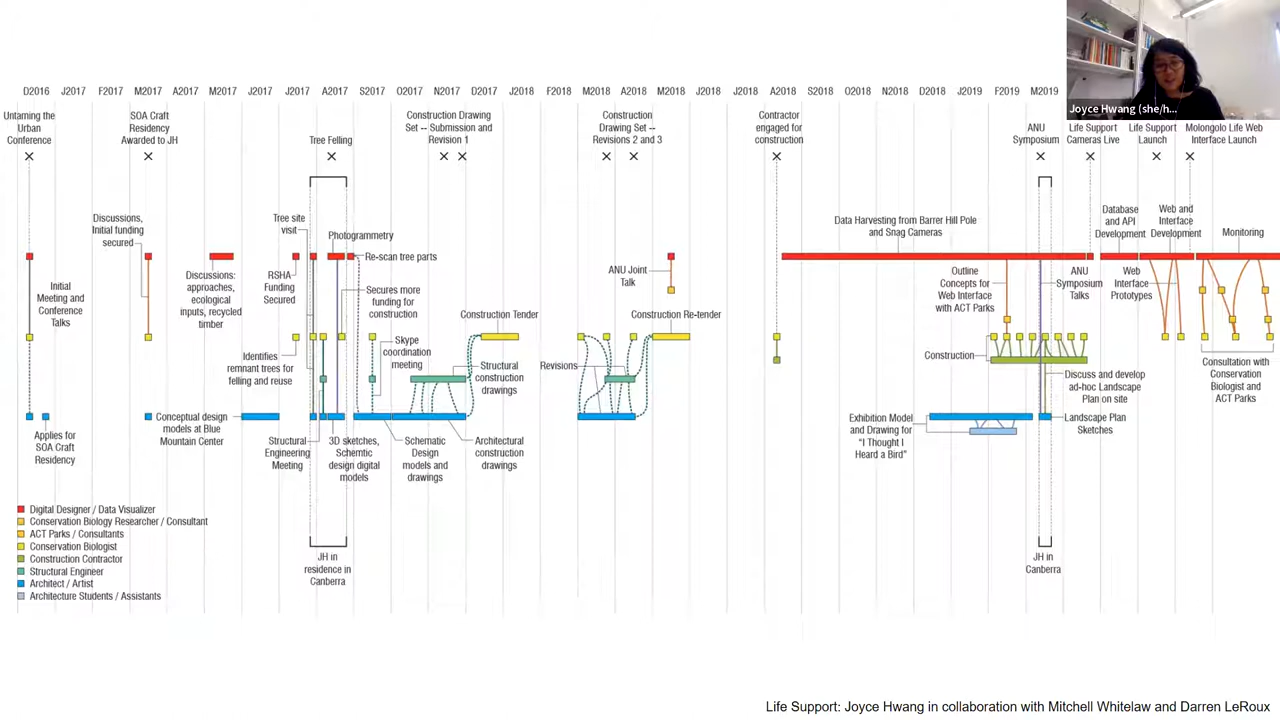 D2016 J2017 F2017 M2017 A2017 M2017 J2017 J2017 A2017 S2017 O2017 N2017 D2017 J2018 F2018 M2018 A2018 M2018 J2018 J2018 A2018 S2018 O2018 N2018 D2018 J2019 F2019 M2019
Joyce Hwang (she/h...
Untaming the
Urban
Conference
SOA Craft
Residency
Awarded to JH
Tree Felling
Construction Drawing
Set -- Submission and
Revision 1
Construction
Drawing Set --
Revisions 2 and 3
Contractor
engaged for
construction
ANU
Symposium
Life Support
Cameras Live
Life Support
Launch
Molongolo Life Web
Interface Launch
Discussions,
Initial funding
secured
Tree site
visit
Photogrammetry
Re-scan tree parts
Data Harvesting from Barrer Hill Pole
and Snag Cameras
Database
and API
Development
Web and
Interface
Development
Monitoring
Initial
Meeting and
Conference
Talks
Discussions:
approaches,
ecological
inputs, recycled
timber
RSHA
Funding
Secured
Secures more
funding for
construction
ANU Joint
Talk
Outline
Concepts for
Web Interface
with ACT Parks
ANU
Symposium
Talks
Web
Interface
Prototypes
Construction Tender
Construction Re-tender
Identifies
remnant trees for
felling and reuse
Skype
coordination
meeting
Structural
construction
drawings
Revisions
Construction
Consultation with
Conservation
Biologist and
ACT Parks
Discuss and develop
ad-hoc Landscape
Plan on site
Applies for
SOA Craft
Residency
Conceptual design
models at Blue
Mountain Center
Structural
Engineering
Meeting
3D sketches,
Schemtic
design digital
models
Schematic
Design
models and
drawings
Architectural
construction
drawings
Exhibition Model
and Drawing for
"I Thought I
Heard a Bird"
Landscape Plan
Sketches
Digital Designer / Data Visualizer
Conservation Biology Researcher / Consultant
ACT Parks / Consultants
Conservation Biologist
Construction Contractor
Structural Engineer
Architect / Artist
Architecture Students / Assistants
JH in
residence in
Canberra
JH in
Canberra
Life Support: Joyce Hwang in collaboration with Mitchell Whitelaw and Darren LeRoux